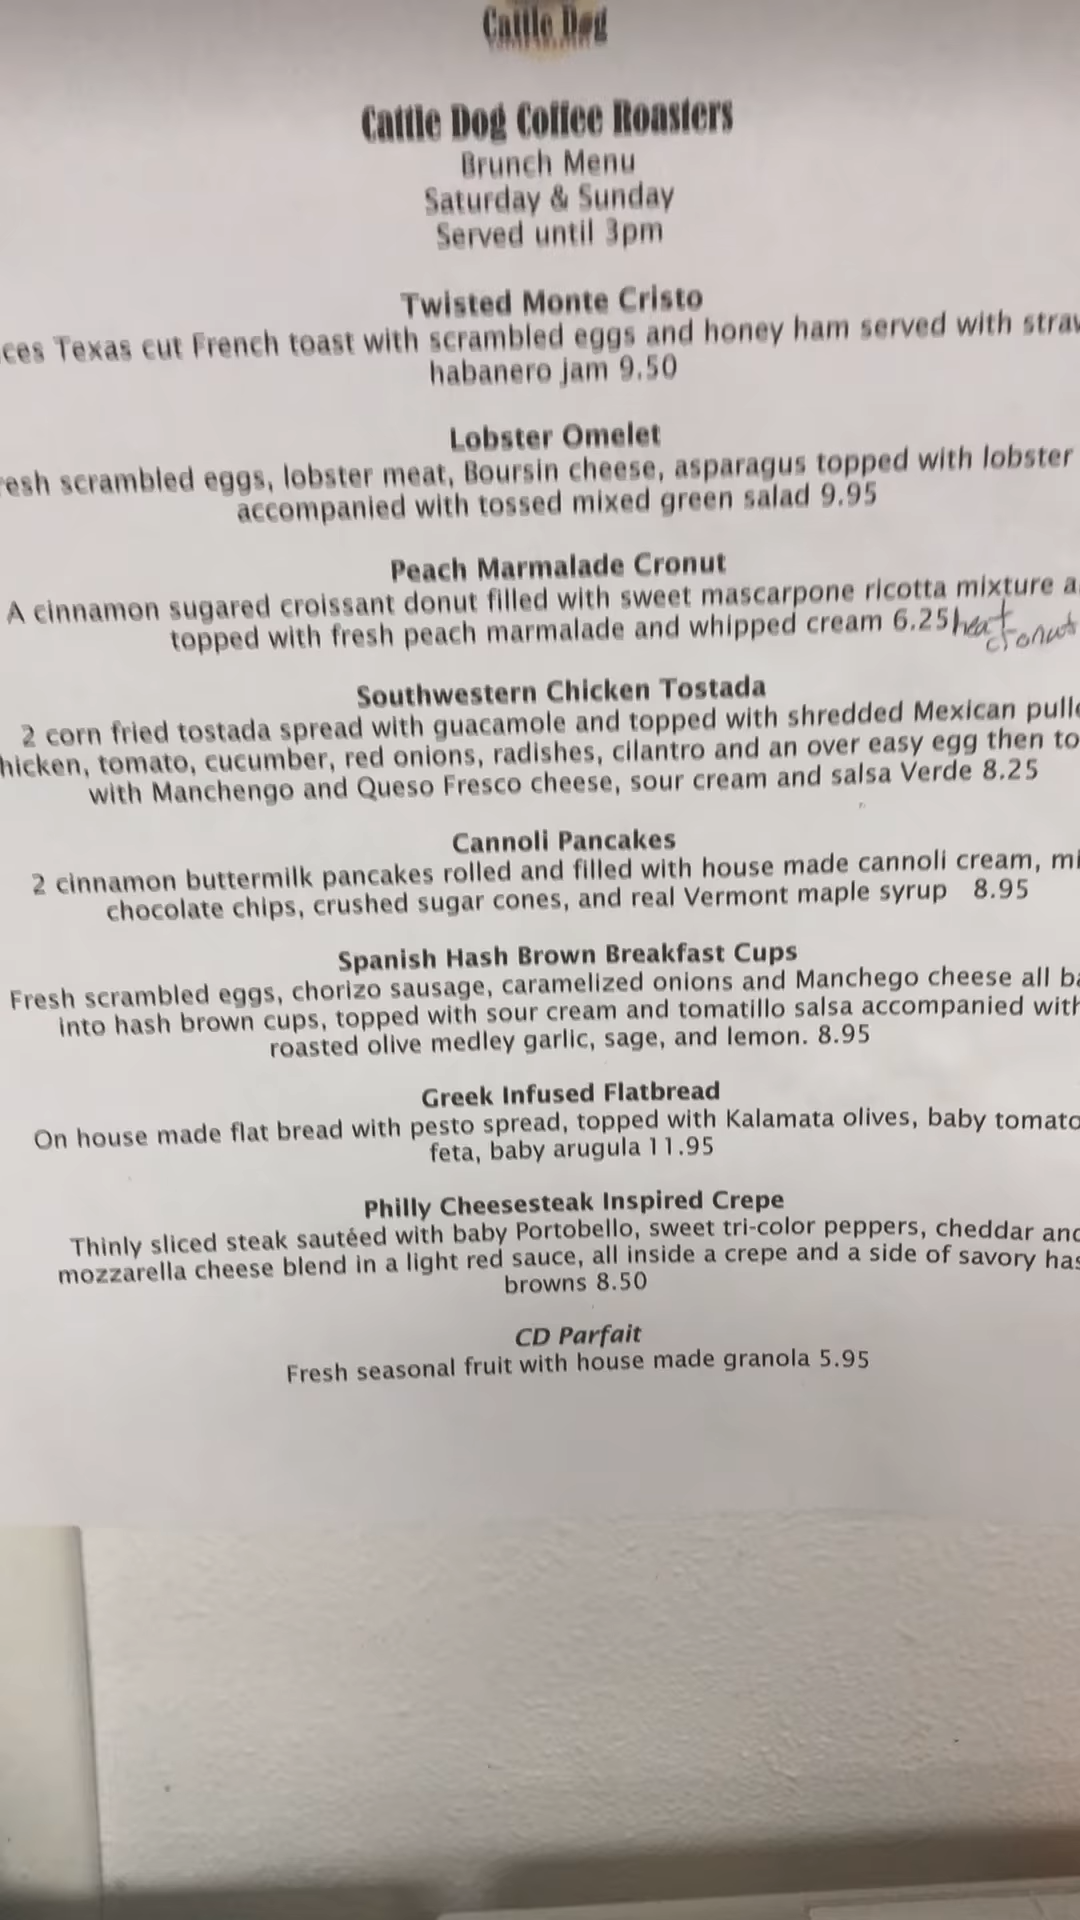 Cattle Dog
Cattle Dog Coffee Roasters
Brunch Menu
Saturday & Sunday
Served until 3pm
Twisted Monte Cristo
ces Texas cut French toast with scrambled eggs and honey ham served with straw
habanero jam 9.50
Lobster Omelet
resh scrambled eggs, lobster meat, Boursin cheese, asparagus topped with lobster
accompanied with tossed mixed green salad 9.95
Peach Marmalade Cronut
A cinnamon sugared croissant donut filled with sweet mascarpone ricotta mixture a
topped with fresh peach marmalade and whipped cream 6.25 heat
cronuts
Southwestern Chicken Tostada
2 corn fried tostada spread with guacamole and topped with shredded Mexican pulle
hicken, tomato, cucumber, red onions, radishes, cilantro and an over easy egg then to
with Manchengo and Queso Fresco cheese, sour cream and salsa Verde 8.25
Cannoli Pancakes
2 cinnamon buttermilk pancakes rolled and filled with house made cannoli cream, mi
chocolate chips, crushed sugar cones, and real Vermont maple syrup 8.95
Spanish Hash Brown Breakfast Cups
Fresh scrambled eggs, chorizo sausage, caramelized onions and Manchego cheese all ba
into hash brown cups, topped with sour cream and tomatillo salsa accompanied with
roasted olive medley garlic, sage, and lemon. 8.95
Greek Infused Flatbread
On house made flat bread with pesto spread, topped with Kalamata olives, baby tomato
feta, baby arugula 11.95
Philly Cheesesteak Inspired Crepe
Thinly sliced steak sautéed with baby Portobello, sweet tri-color peppers, cheddar and
mozzarella cheese blend in a light red sauce, all inside a crepe and a side of savory has
browns 8.50
CD Parfait
Fresh seasonal fruit with house made granola 5.95